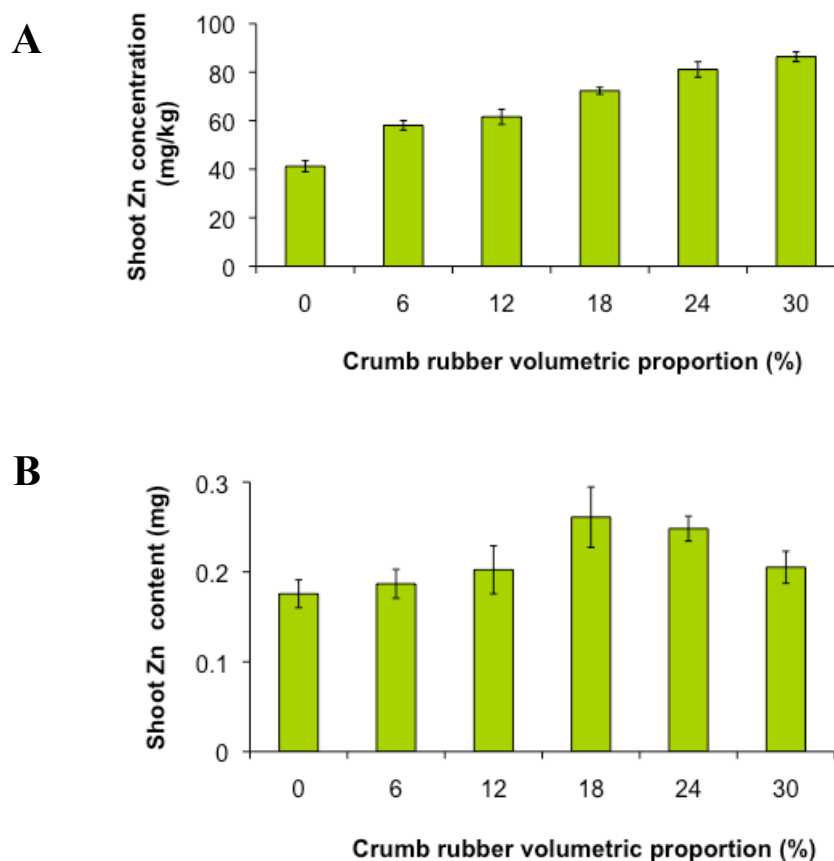 A
Shoot Zn concentration
(mg/kg)
100
80
60
40
20
0
0 6 12 18 24 30
Crumb rubber volumetric proportion (%)
B
Shoot Zn content (mg)
0.3
0.2
0.1
0
0 6 12 18 24 30
Crumb rubber volumetric proportion (%)